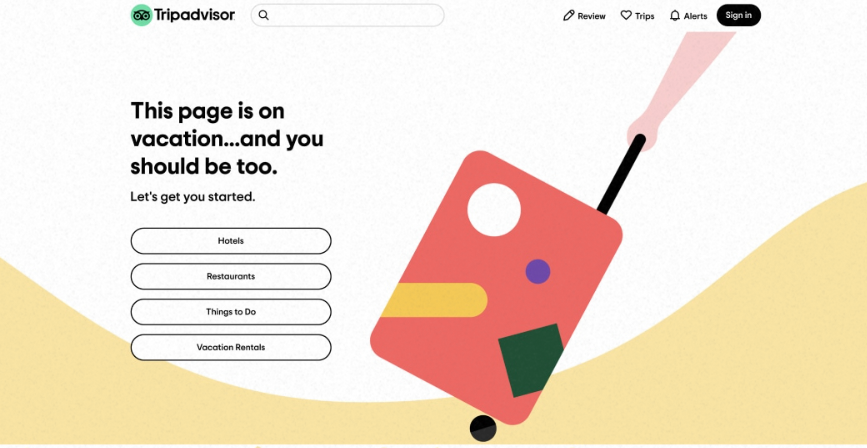 Tripadvisor
Review
Trips
Alerts
Sign in
This page is on
vacation...and you
should be too.
Let's get you started.
Hotels
Restaurants
Things to Do
Vacation Rentals